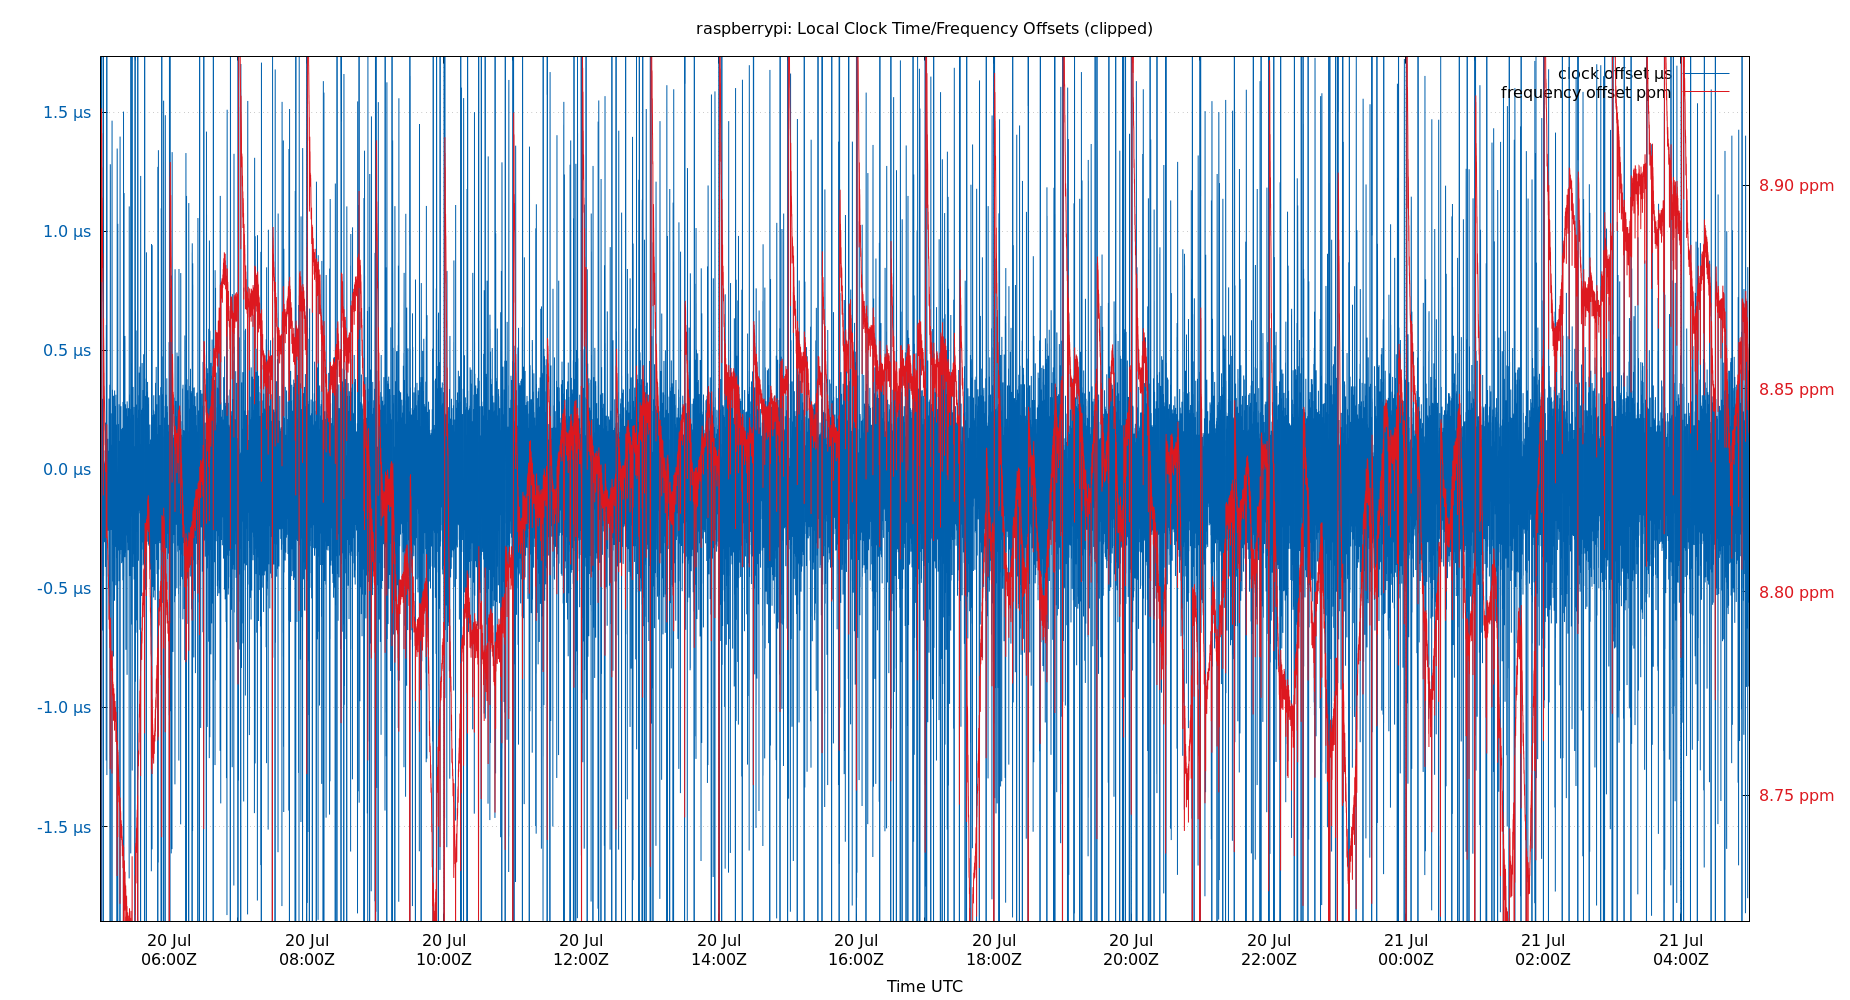 raspberrypi: Local Clock Time/Frequency Offsets (clipped)
clock offset µs
frequency offset ppm
1.5 µs
1.0 µs
0.5 µs
0.0 µs
-0.5 µs
-1.0 µs
-1.5 µs
8.90 ppm
8.85 ppm
8.80 ppm
8.75 ppm
20 Jul 20 Jul 20 Jul 20 Jul 20 Jul 20 Jul 20 Jul 20 Jul 20 Jul 21 Jul 21 Jul 21 Jul
06:00Z 08:00Z 10:00Z 12:00Z 14:00Z 16:00Z 18:00Z 20:00Z 22:00Z 00:00Z 02:00Z 04:00Z
Time UTC